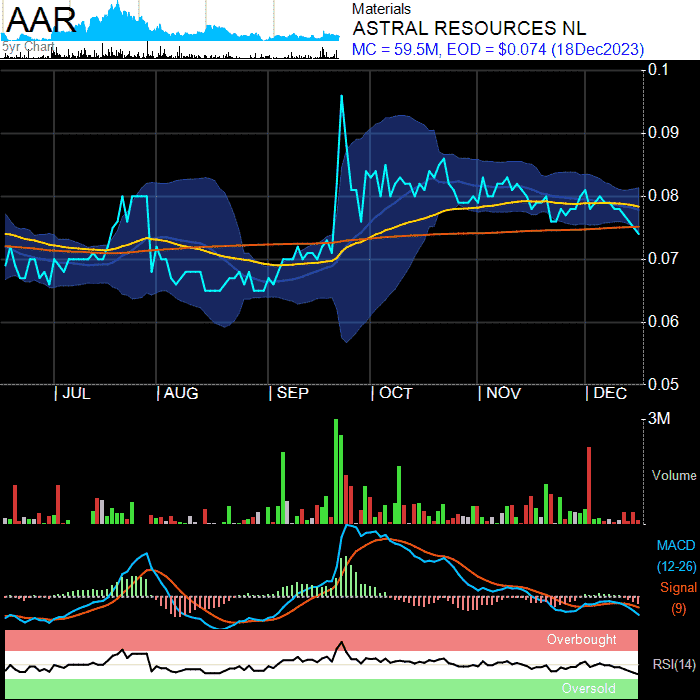 AAR
5yr Chart
Materials
ASTRAL RESOURCES NL
MC = 59.5M, EOD = $0.074 (18Dec2023)
0.1
0.09
0.08
0.07
0.06
0.05
JUL AUG SEP OCT NOV DEC
3M
Volume
MACD
(12-26)
Signal
(9)
Overbought
RSI(14)
Oversold